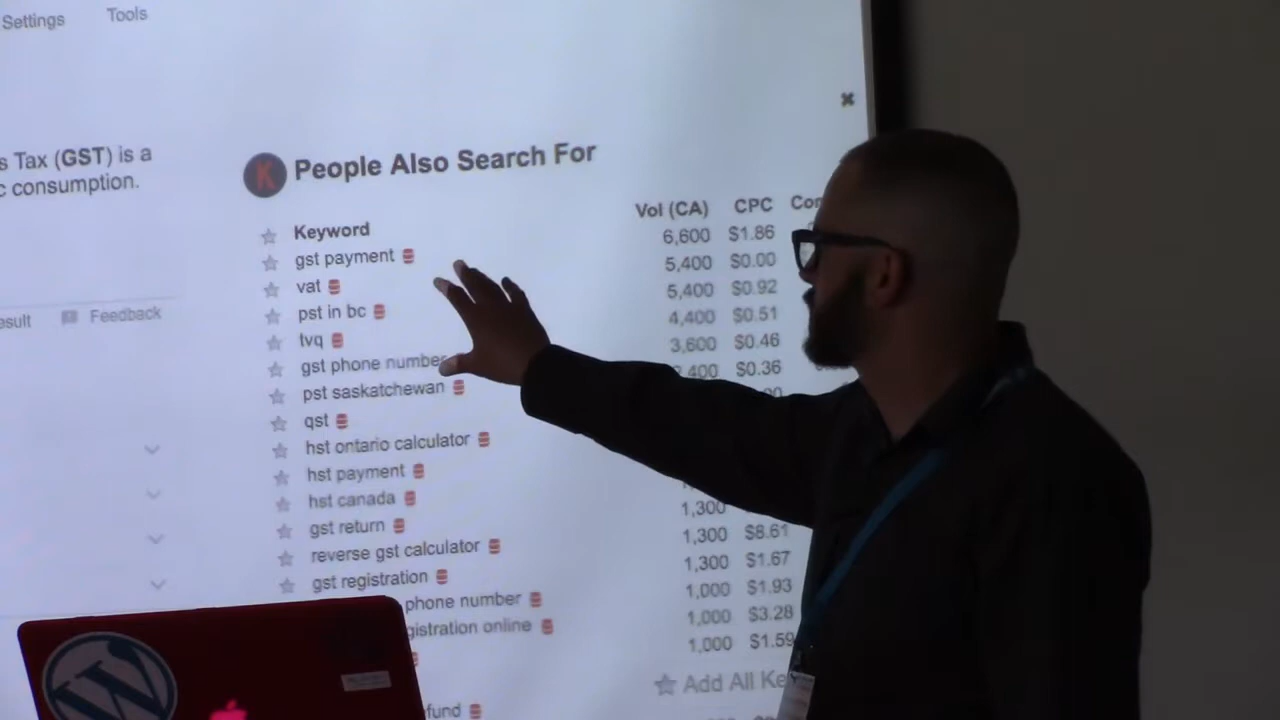 Settings Tools
s Tax (GST) is a
c consumption.
esult Feedback
K People Also Search For
Keyword Vol (CA) CPC
gst payment 6,600 $1.86
vat 5,400 $0.00
pst in bc 5,400 $0.92
tvq 4,400 $0.51
gst phone number 3,600 $0.46
pst saskatchewan 400 $0.36
qst
hst ontario calculator
hst payment
hst canada
gst return 1,300
reverse gst calculator 1,300 $8.61
gst registration 1,300 $1.67
phone number 1,000 $1.93
gistration online 1,000 $3.28
1,000 $1.59
fund
Add All Ke
W